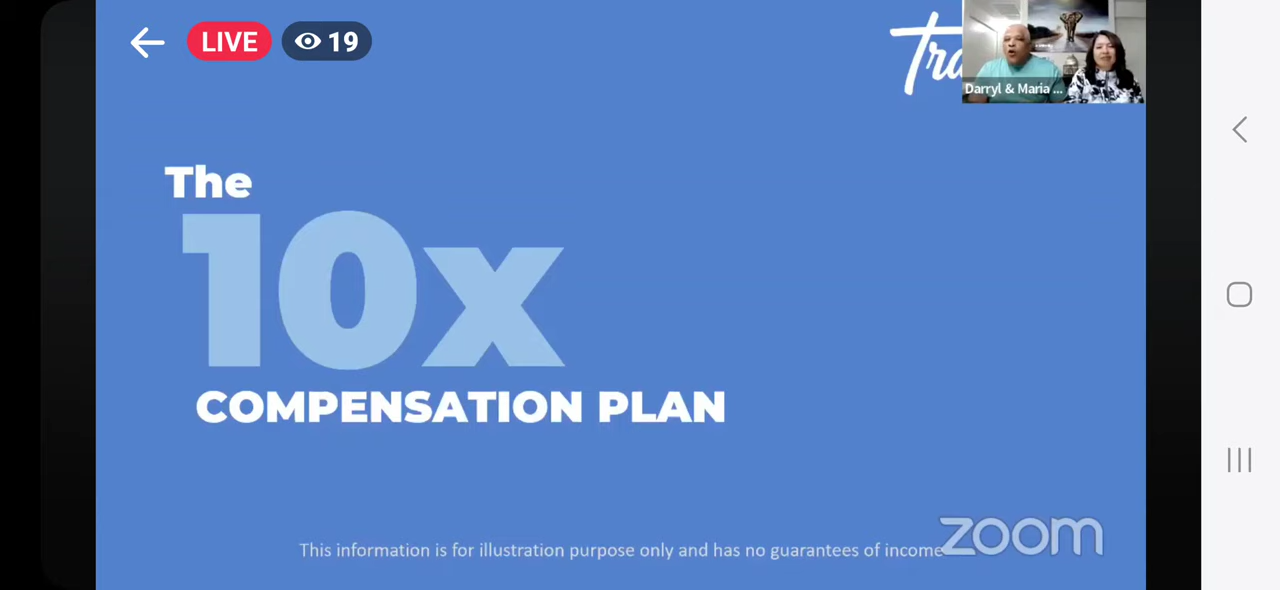 LIVE
19
Darryl & Maria ...
The
10x
COMPENSATION PLAN
This information is for illustration purpose only and has no guarantees of income
zoom